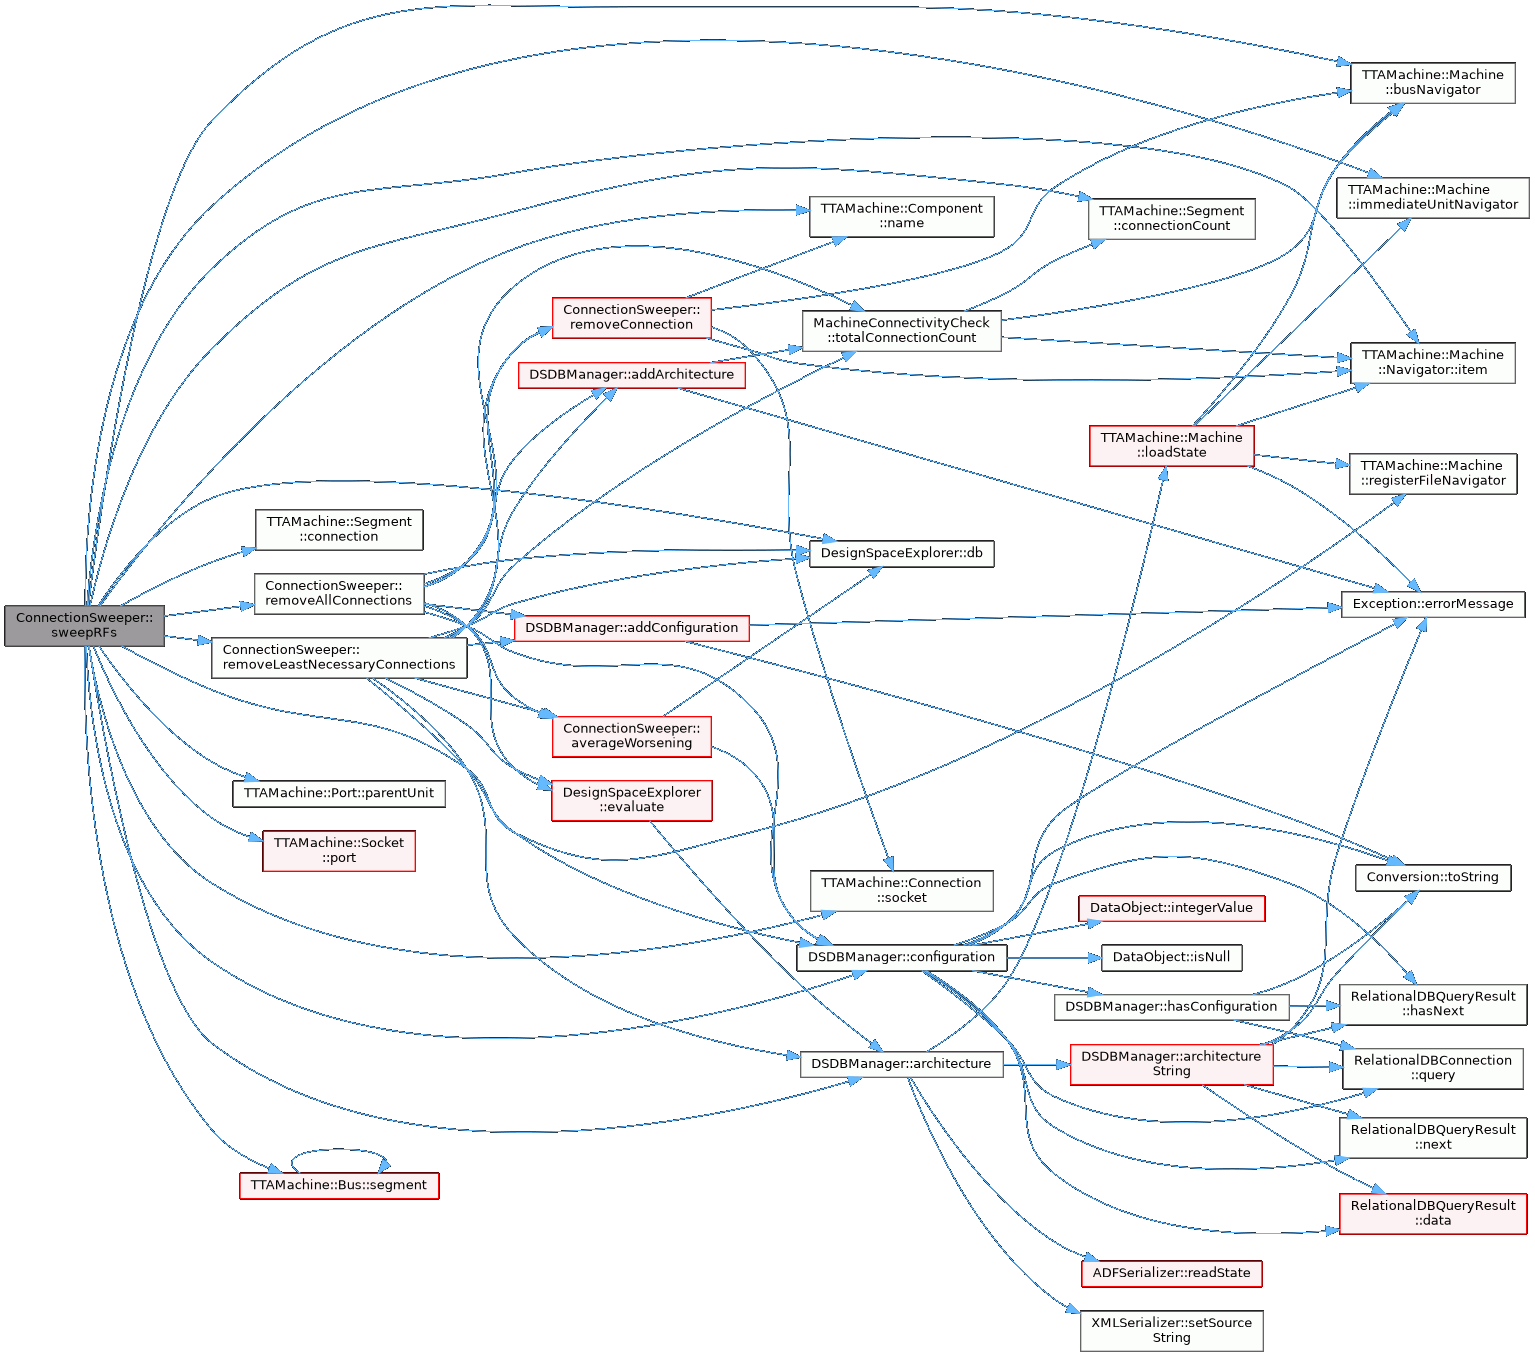 ConnectionSweeper::
sweepRFs
TTAMachine::Segment
::connection
ConnectionSweeper::
removeAllConnections
ConnectionSweeper::
removeLeastNecessaryConnections
TTAMachine::Port::parentUnit
TTAMachine::Socket
::port
TTAMachine::Bus::segment
ConnectionSweeper::
removeConnection
DSDBManager::addArchitecture
DSDBManager::addConfiguration
ConnectionSweeper::
averageWorsening
DesignSpaceExplorer
::evaluate
TTAMachine::Component
::name
MachineConnectivityCheck
::totalConnectionCount
DesignSpaceExplorer::db
TTAMachine::Connection
::socket
DSDBManager::configuration
DSDBManager::architecture
TTAMachine::Segment
::connectionCount
TTAMachine::Machine
::loadState
DataObject::integerValue
DataObject::isNull
DSDBManager::hasConfiguration
DSDBManager::architecture
String
ADFSerializer::readState
XMLSerializer::setSource
String
TTAMachine::Machine
::busNavigator
TTAMachine::Machine
::immediateUnitNavigator
TTAMachine::Machine
::Navigator::item
TTAMachine::Machine
::registerFileNavigator
Exception::errorMessage
Conversion::toString
RelationalDBQueryResult
::hasNext
RelationalDBConnection
::query
RelationalDBQueryResult
::next
RelationalDBQueryResult
::data